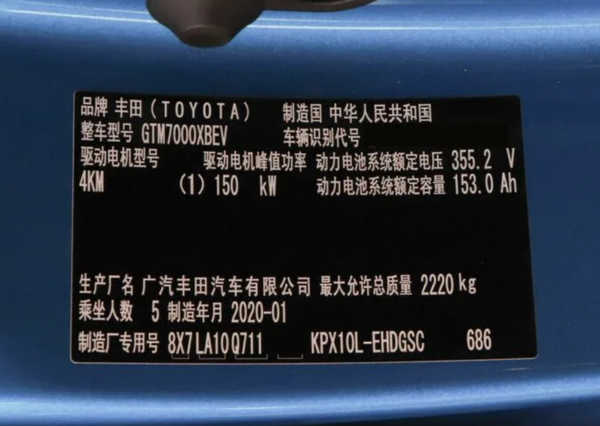 品牌 丰田(TOYOTA) 制造国 中华人民共和国
整车型号 GTM7000XBEV 车辆识别代号
驱动电机型号 驱动电机峰值功率 动力电池系统额定电压 355.2 V
4KM (1)150 kW 动力电池系统额定容量 153.0 Ah
生产厂名 广汽丰田汽车有限公司 最大允许总质量 2220 kg
乘坐人数 5 制造年月 2020-01
制造厂专用号 8X7 LA10 Q711 KPX10L-EHDGSC 686